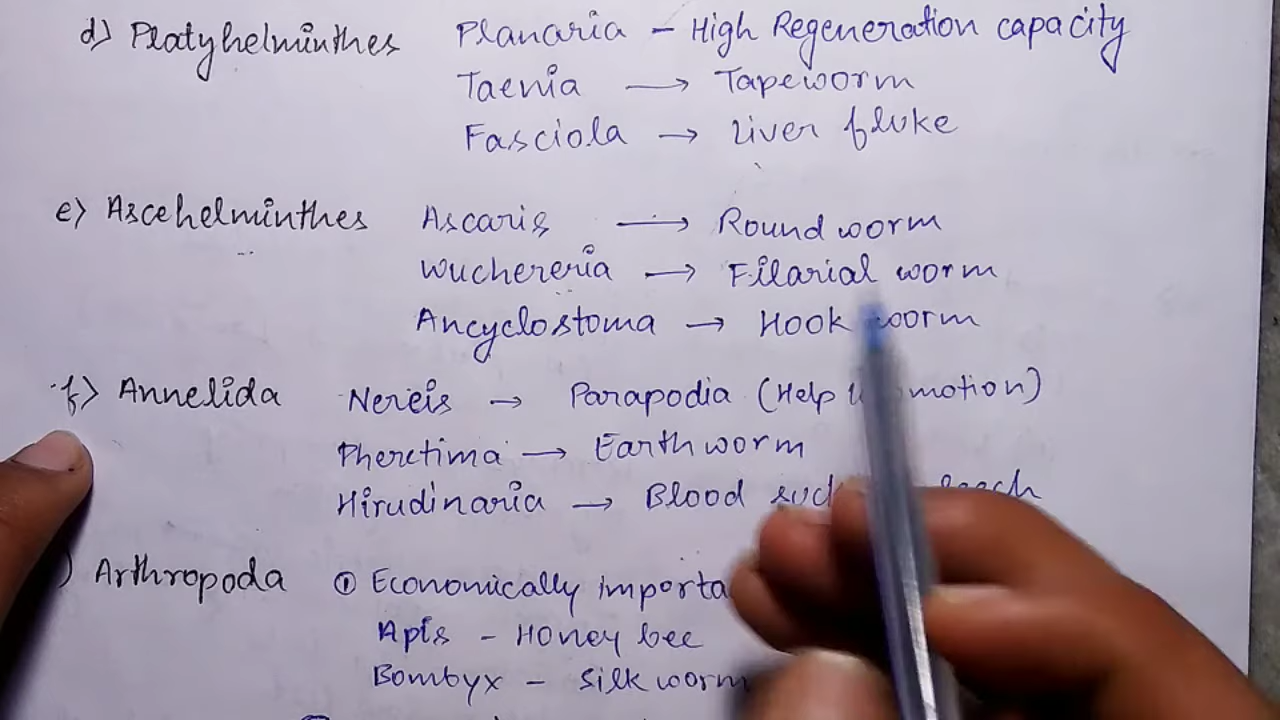 d) Platyhelminthes Planaria - High Regeneration capacity
Taenia → Tapeworm
Fasciola → Liver fluke
e) Ascehelminthes Ascaris → Round worm
Wuchereria → Filarial worm
Ancyclostoma → Hook worm
f) Annelida Nereis → Parapodia (Help motion)
Pheretima → Earthworm
Hirudinaria → Blood leech
) Arthropoda ① Economically importa
Apis - Honey bee
Bombyx - Silk worm